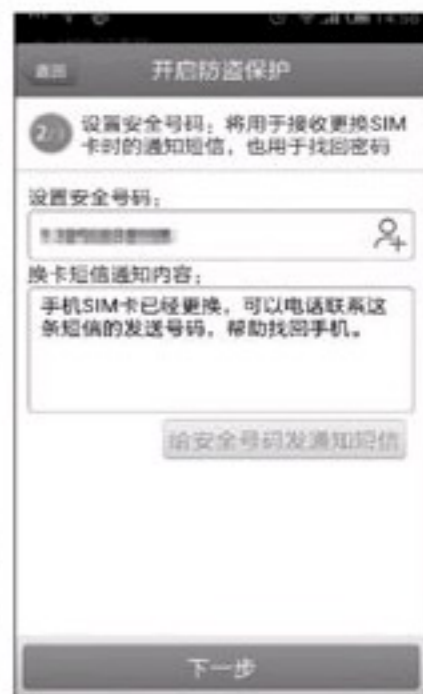 14:56
返回
开启防盗保护
2/3
设置安全号码：将用于接收更换SIM
卡时的通知短信，也用于找回密码
设置安全号码：
换卡短信通知内容：
手机SIM卡已经更换，可以电话联系这
条短信的发送号码，帮助找回手机。
给安全号码发通知短信
下一步